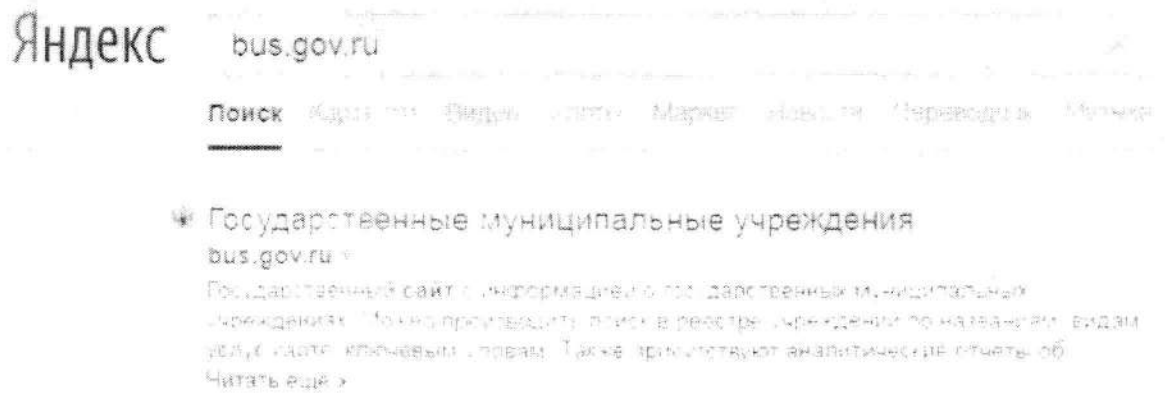 Яндекс bus.gov.ru
Поиск Видео Маркет Новости Переводчик Музыка
Государственные муниципальные учреждения
bus.gov.ru
Государственный сайт с информацией о государственных муниципальных
учреждениях. Можно производить поиск в реестре учреждений по названиям, видам
услуг, карте, ключевым словам. Также присутствуют аналитические отчеты об
Читать ещё >